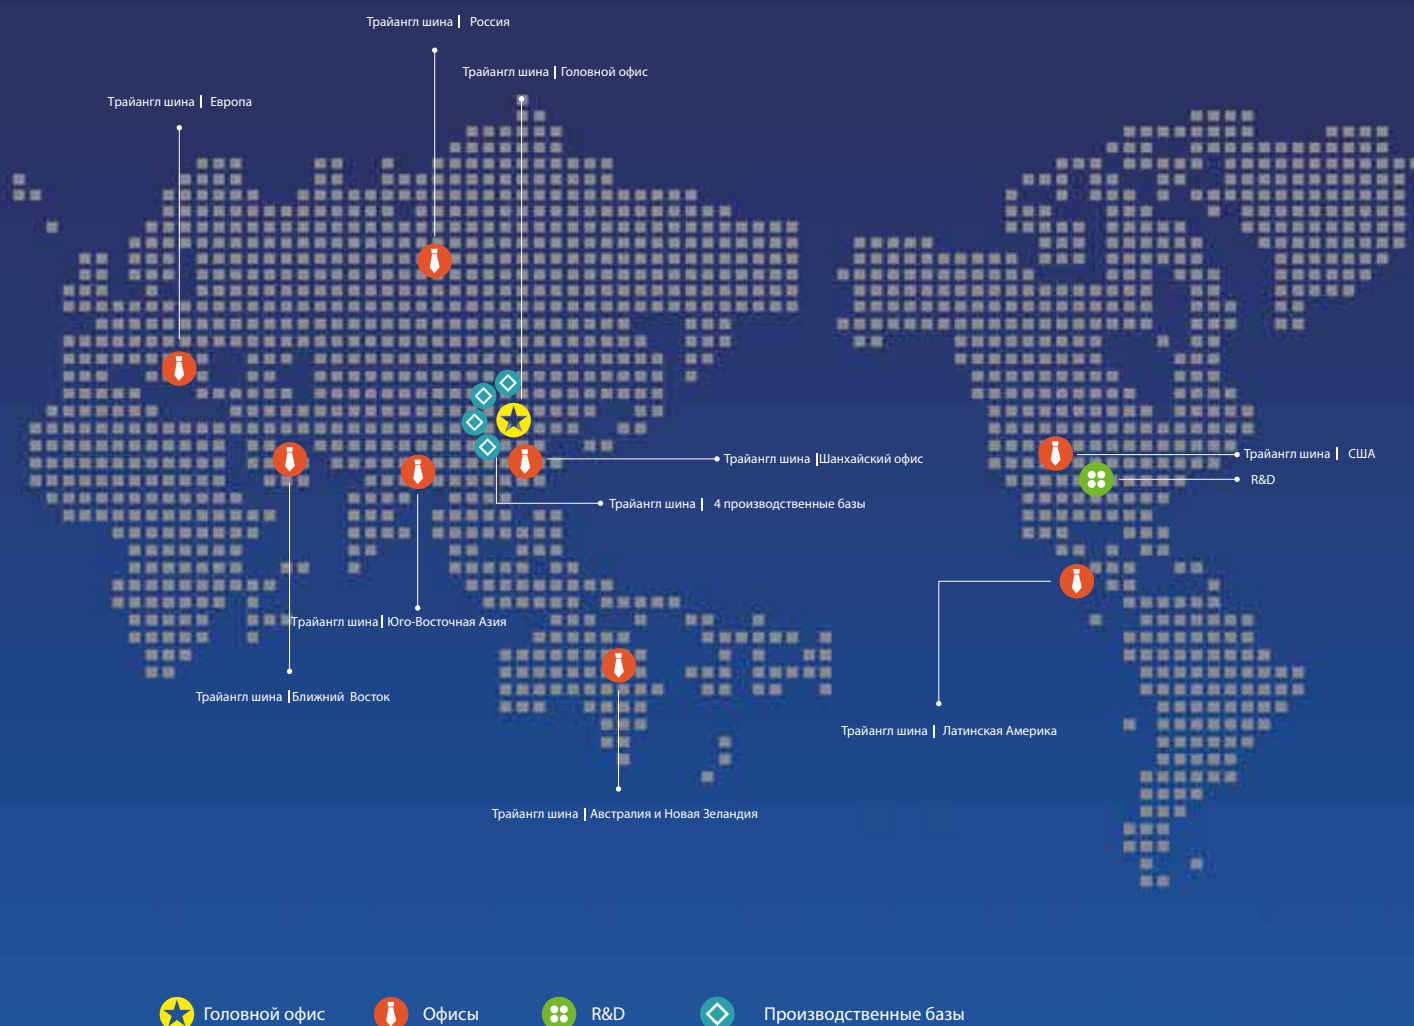 Трайангл шина | Россия
Трайангл шина | Головной офис
Трайангл шина | Европа
Трайангл шина | Шанхайский офис
Трайангл шина | США
R&D
Трайангл шина | 4 производственные базы
Трайангл шина | Юго-Восточная Азия
Трайангл шина | Ближний Восток
Трайангл шина | Латинская Америка
Трайангл шина | Австралия и Новая Зеландия
Головной офис
Офисы
R&D
Производственные базы